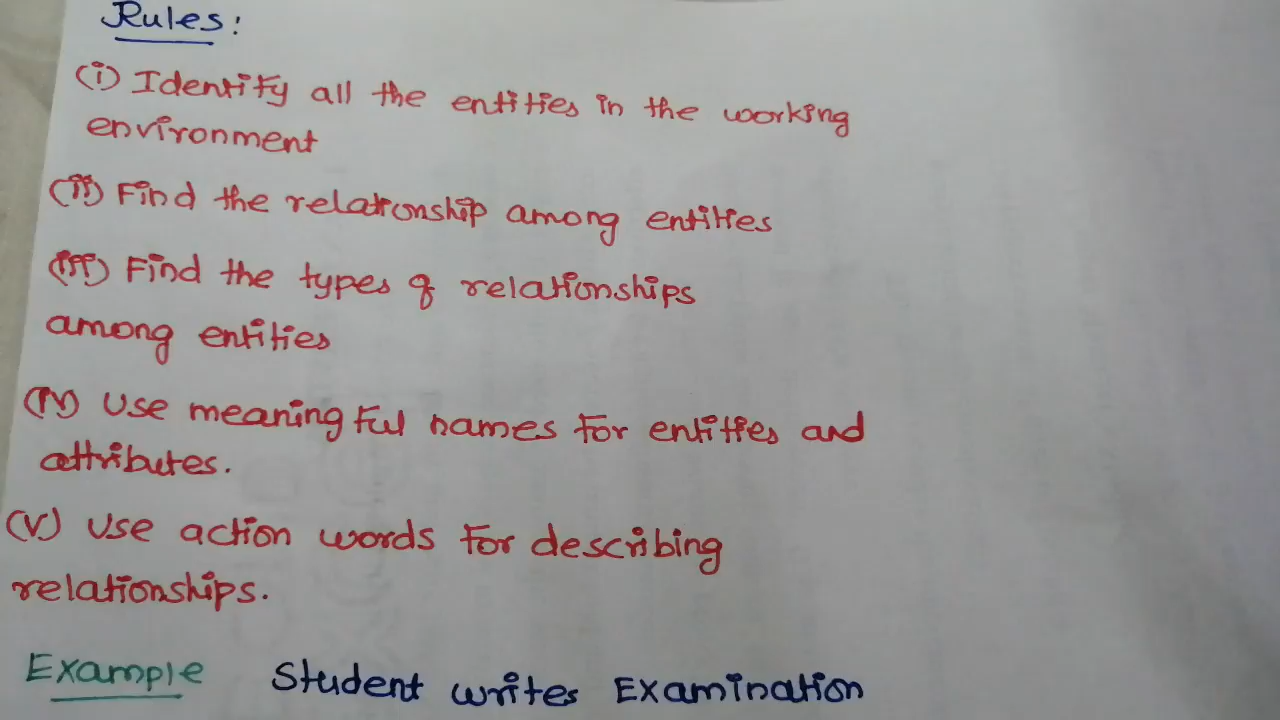 Rules:
(i) Identify all the entities in the working
environment
(ii) Find the relationship among entities
(iii) Find the types of relationships
among entities
(iv) Use meaningful names for entities and
attributes.
(v) Use action words for describing
relationships.
Example Student writes Examination